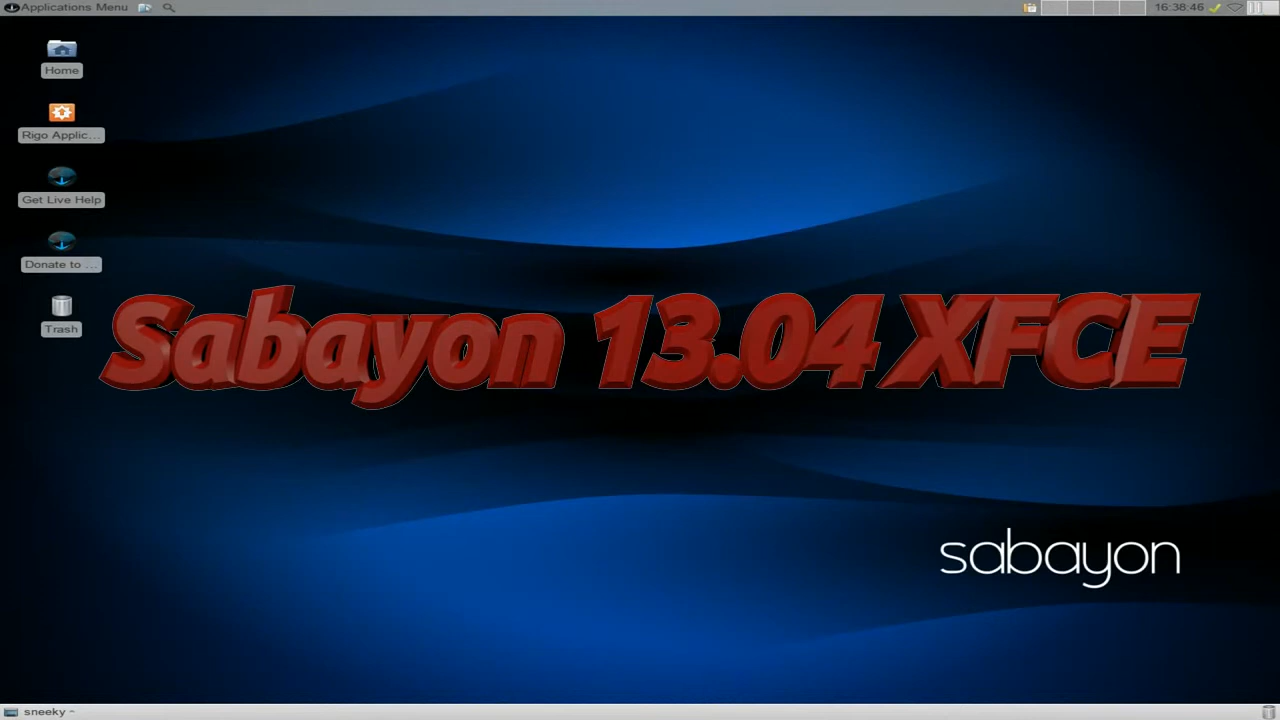 Applications Menu
16:38:46
Home
Rigo Applic...
Get Live Help
Donate to ...
Trash
Sabayon 13.04 XFCE
sabayon
sneeky ~